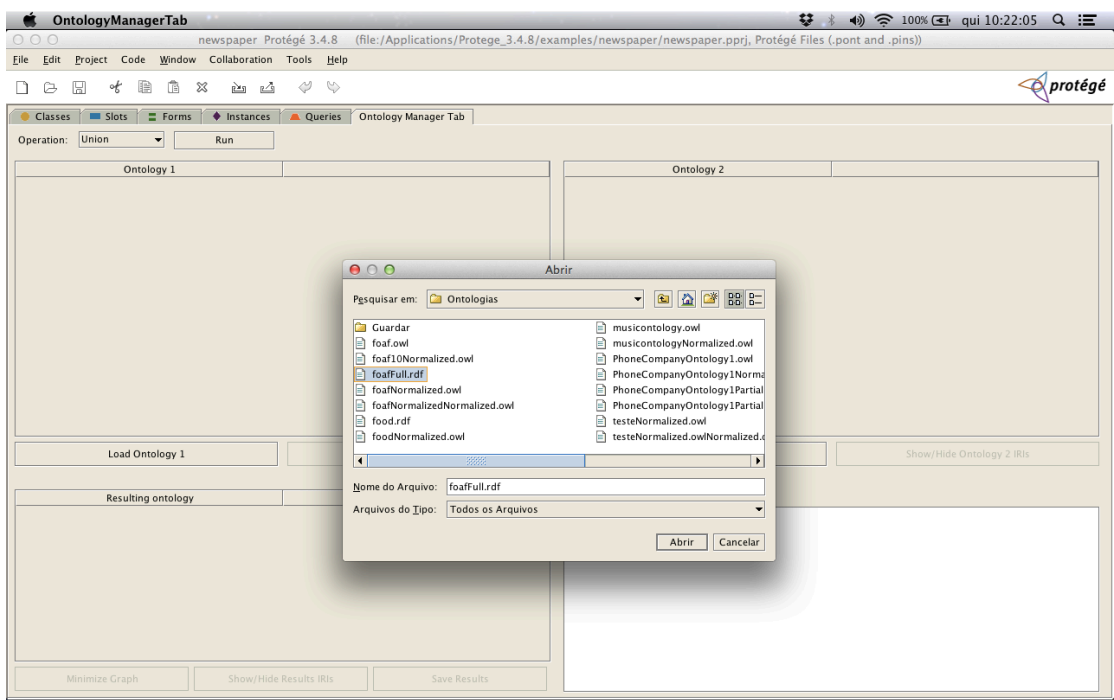 OntologyManagerTab 100% qui 10:22:05
newspaper Protégé 3.4.8 (file:/Applications/Protege_3.4.8/examples/newspaper/newspaper.pprj, Protégé Files (.pont and .pins))
File Edit Project Code Window Collaboration Tools Help
protégé
Classes Slots Forms Instances Queries Ontology Manager Tab
Operation: Union Run
Ontology 1 Ontology 2
Abrir
Pesquisar em: Ontologias
Guardar musicontology.owl
foaf.owl musicontologyNormalized.owl
foaf10Normalized.owl PhoneCompanyOntology1.owl
foafFull.rdf PhoneCompanyOntology1Norma
foafNormalized.owl PhoneCompanyOntology1Partial
foafNormalizedNormalized.owl PhoneCompanyOntology1Partial
food.rdf testeNormalized.owl
foodNormalized.owl testeNormalized.owlNormalized.
Load Ontology 1 Show/Hide Ontology 2 IRIs
Nome do Arquivo: foafFull.rdf
Resulting ontology
Arquivos do Tipo: Todos os Arquivos
Abrir Cancelar
Minimize Graph Show/Hide Results IRIs Save Results